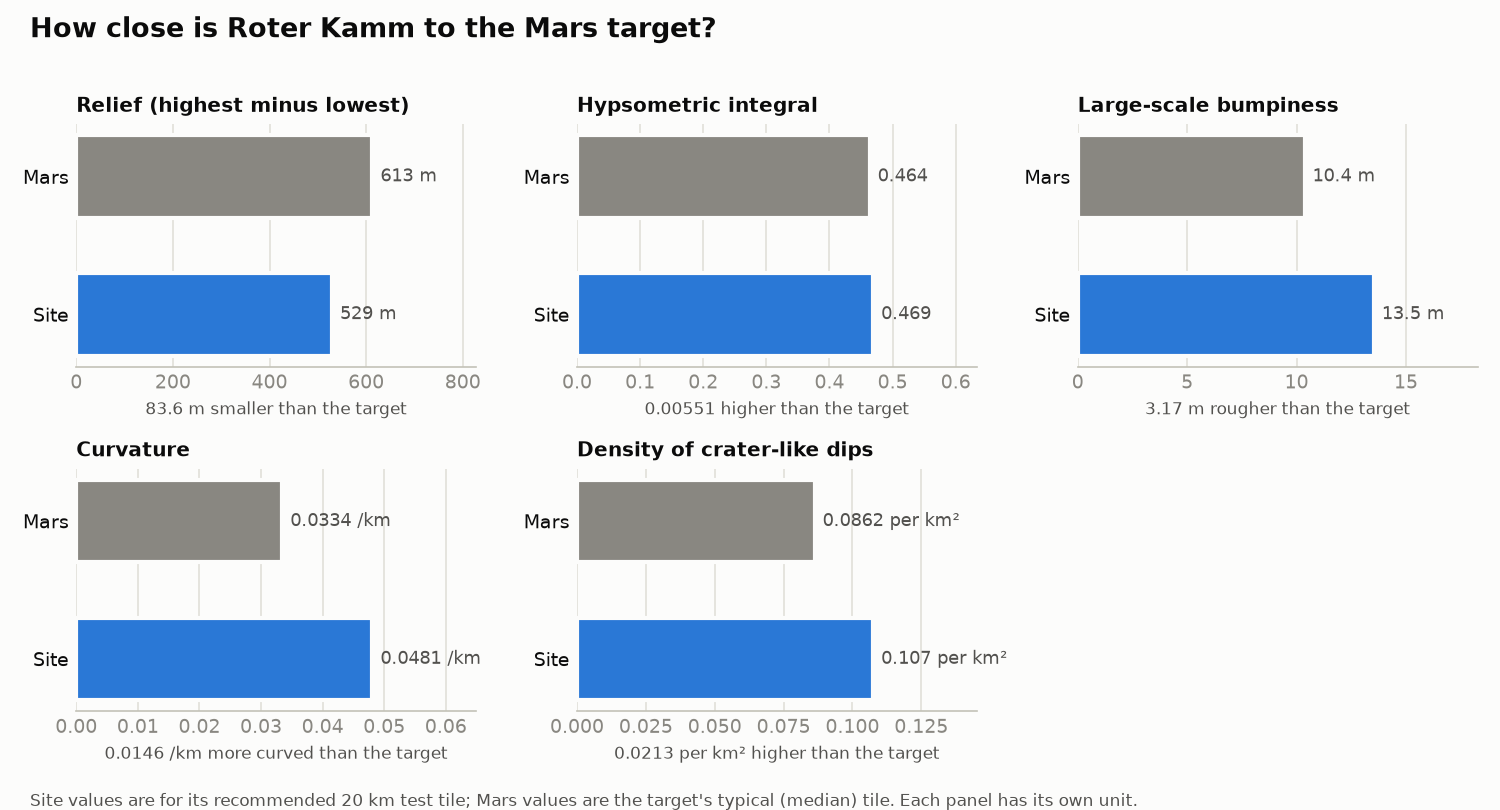 How close is Roter Kamm to the Mars target?
Relief (highest minus lowest)
Mars
613 m
Site
529 m
0 200 400 600 800
83.6 m smaller than the target
Hypsometric integral
Mars
0.464
Site
0.469
0.0 0.1 0.2 0.3 0.4 0.5 0.6
0.00551 higher than the target
Large-scale bumpiness
Mars
10.4 m
Site
13.5 m
0 5 10 15
3.17 m rougher than the target
Curvature
Mars
0.0334 /km
Site
0.0481 /km
0.00 0.01 0.02 0.03 0.04 0.05 0.06
0.0146 /km more curved than the target
Density of crater-like dips
Mars
0.0862 per km²
Site
0.107 per km²
0.000 0.025 0.050 0.075 0.100 0.125
0.0213 per km² higher than the target
Site values are for its recommended 20 km test tile; Mars values are the target's typical (median) tile. Each panel has its own unit.